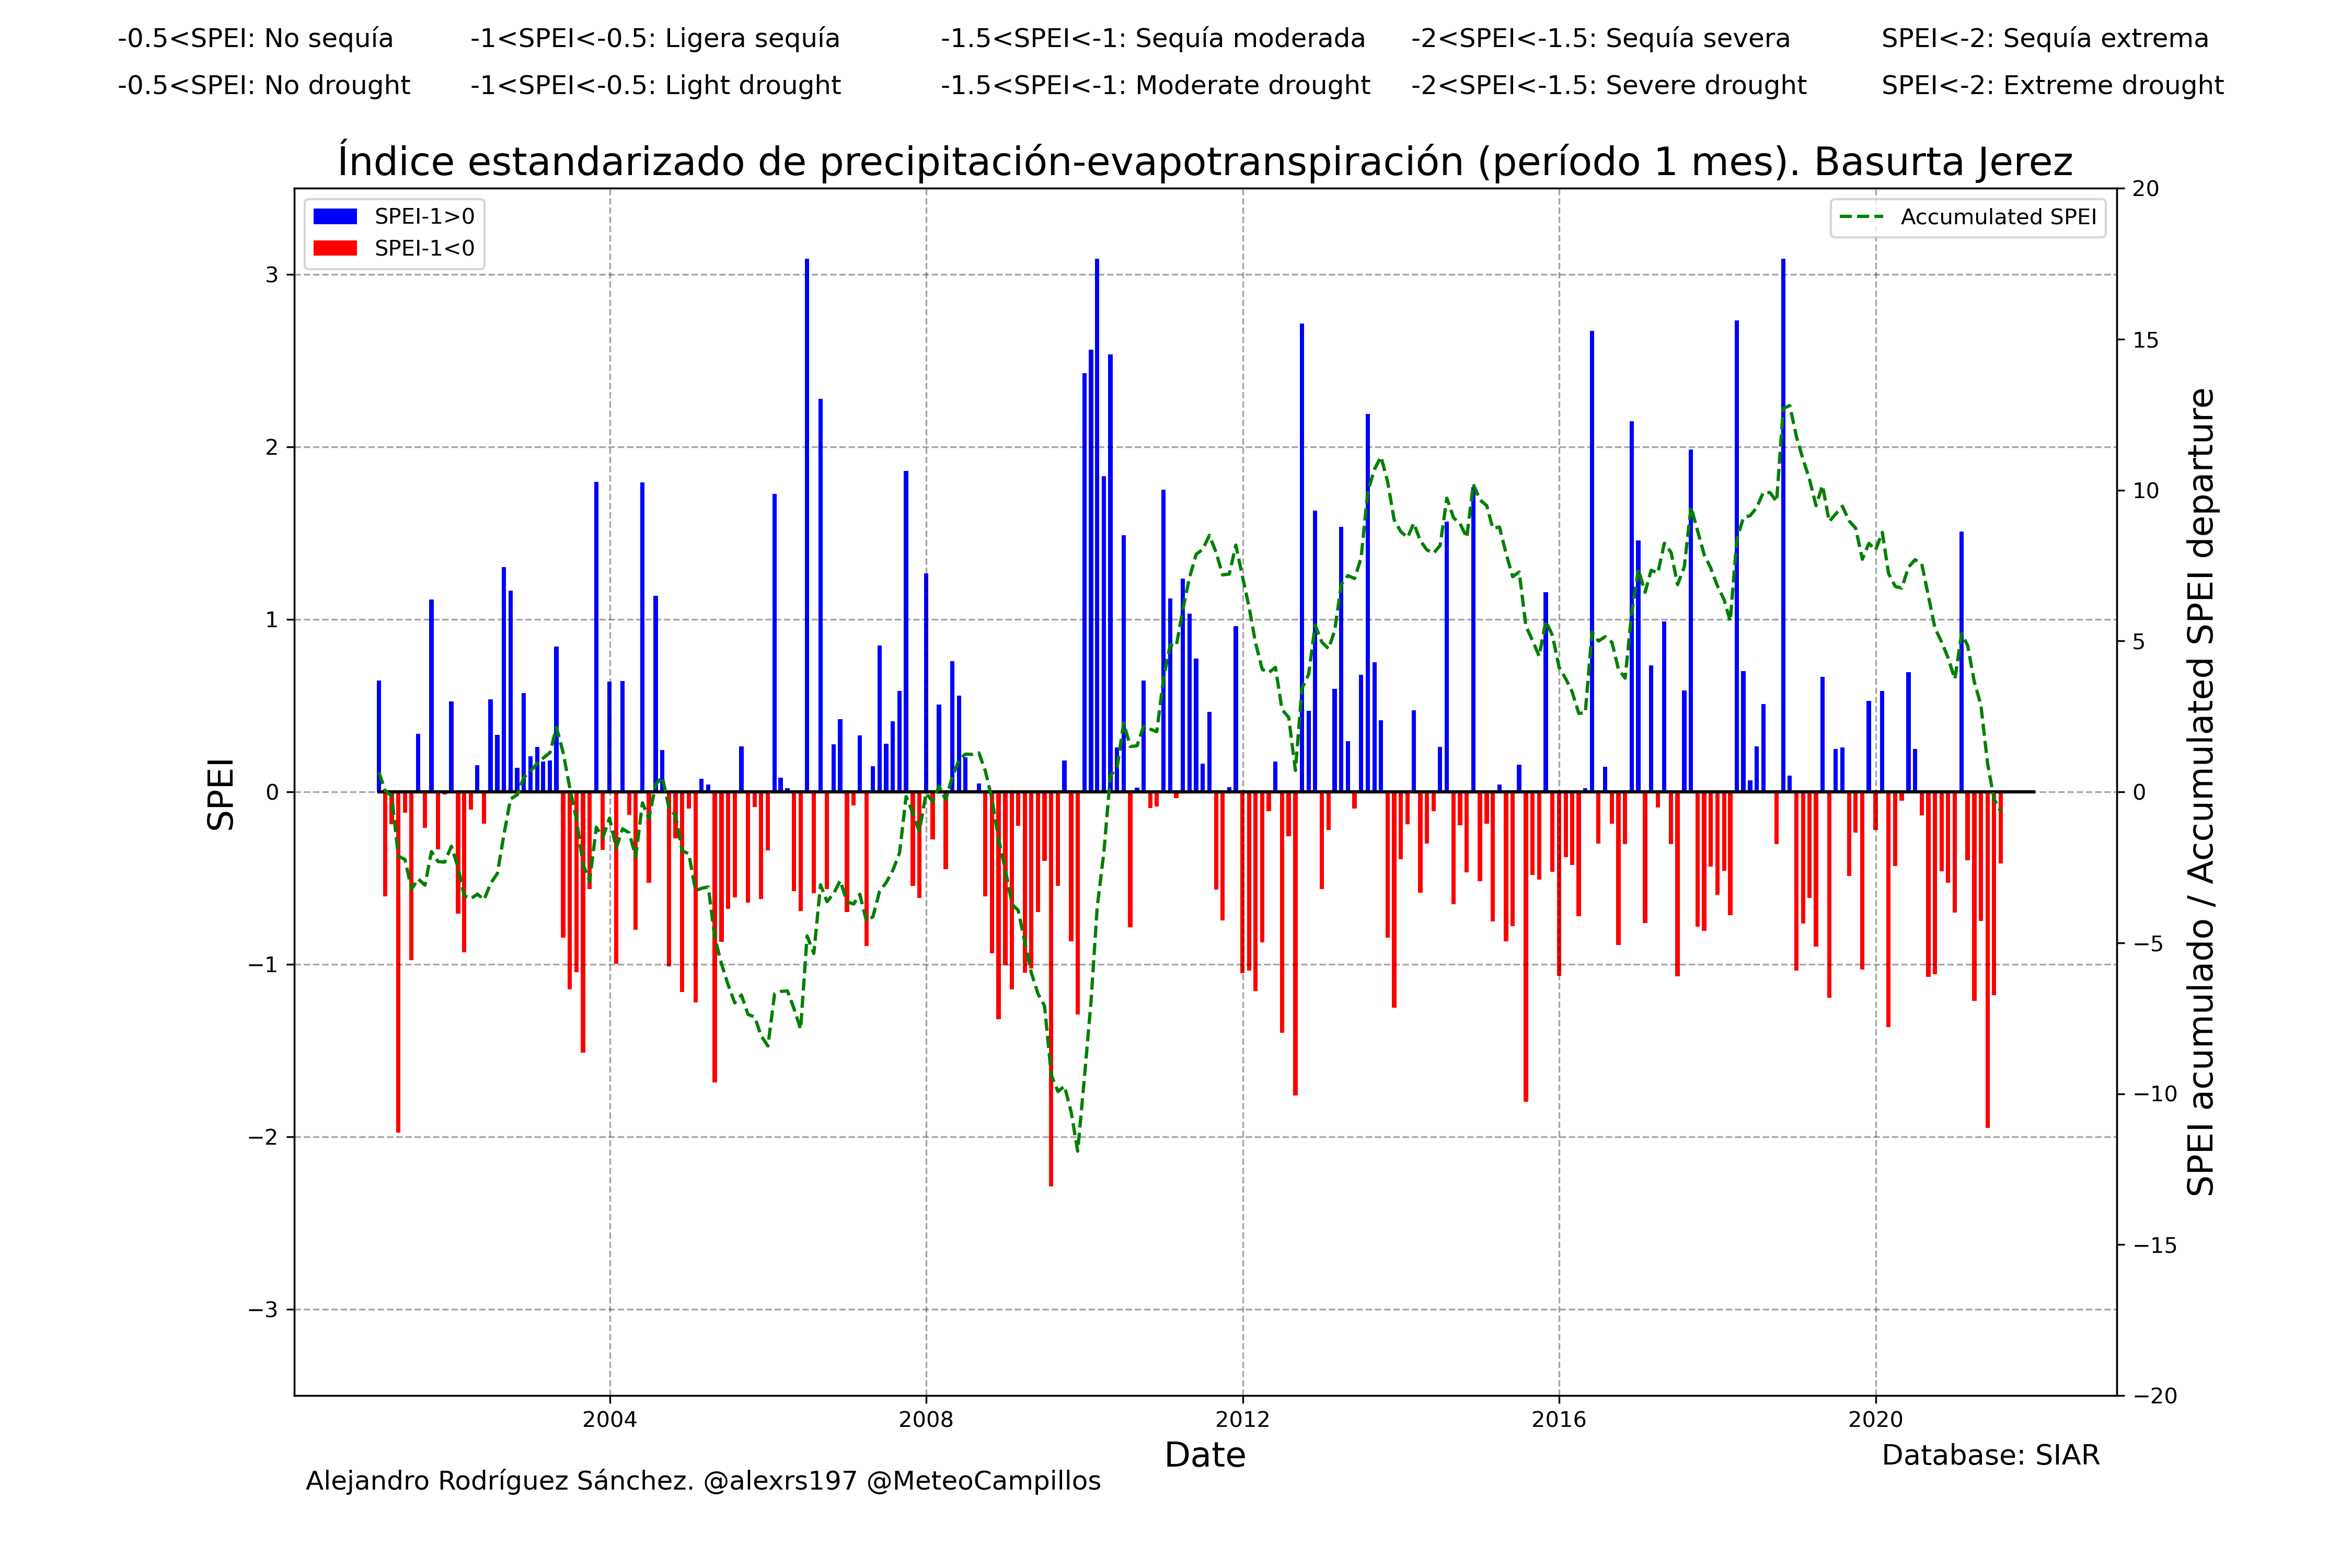 -0.5<SPEI: No sequía -1<SPEI<-0.5: Ligera sequía -1.5<SPEI<-1: Sequía moderada -2<SPEI<-1.5: Sequía severa SPEI<-2: Sequía extrema
-0.5<SPEI: No drought -1<SPEI<-0.5: Light drought -1.5<SPEI<-1: Moderate drought -2<SPEI<-1.5: Severe drought SPEI<-2: Extreme drought
Índice estandarizado de precipitación-evapotranspiración (período 1 mes). Basurta Jerez
SPEI-1>0
SPEI-1<0
Accumulated SPEI
SPEI
3
2
1
0
−1
−2
−3
20
15
10
5
0
−5
−10
−15
−20
SPEI acumulado / Accumulated SPEI departure
2004 2008 2012 2016 2020
Date
Database: SIAR
Alejandro Rodríguez Sánchez. @alexrs197 @MeteoCampillos